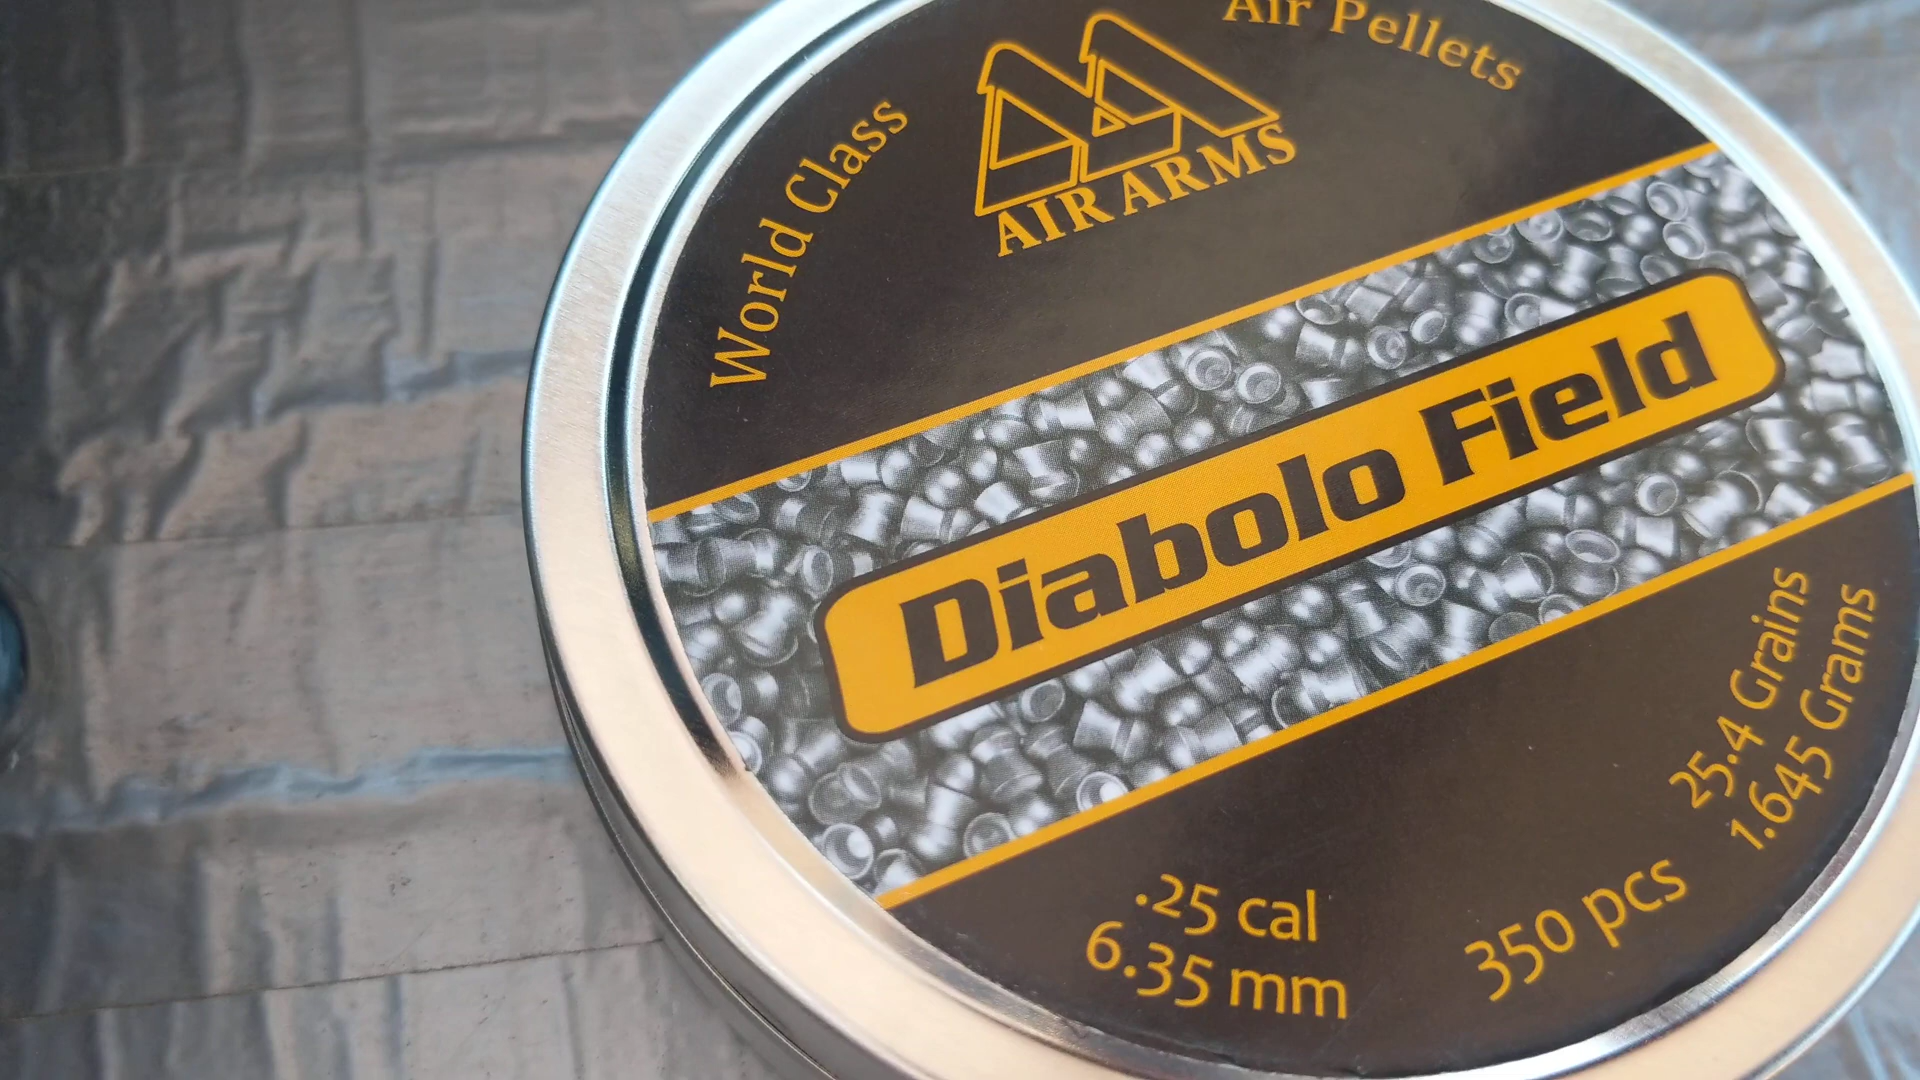 World Class
Air Pellets
AIR ARMS
Diabolo Field
25.4 Grains
1.645 Grams
.25 cal
6.35 mm
350 pcs